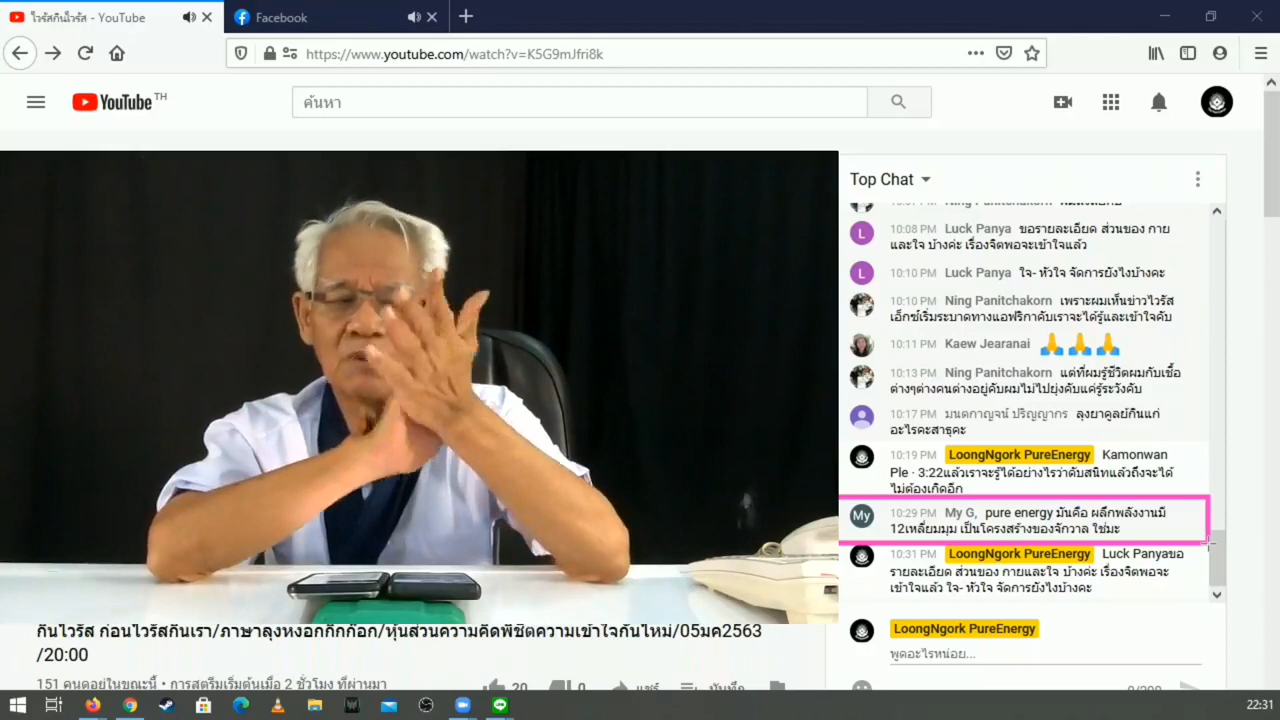 ไวรัสกินไวรัส - YouTube
Facebook
https://www.youtube.com/watch?v=K5G9mJfri8k
YouTube TH
ค้นหา
Top Chat
10:08 PM Luck Panya ขอรายละเอียด ส่วนของ กาย
และใจ บ้างค่ะ เรื่องจิตพอจะเข้าใจแล้ว
10:10 PM Luck Panya ใจ- หัวใจ จัดการยังไงบ้างคะ
10:10 PM Ning Panitchakorn เพราะผมเห็นข่าวไวรัส
เอ็กซ์เริ่มระบาดทางแอฟริกาคับเราจะได้รู้และเข้าใจคับ
10:11 PM Kaew Jearanai 🙏🙏🙏
10:13 PM Ning Panitchakorn แต่ที่ผมรู้ชีวิตผมกับเชื้อ
ต่างๆต่างคนต่างอยู่คับผมไม่ไปยุ่งคับแค่รู้ระวังคับ
10:17 PM มนตกาญจน์ ปริญญากร ลุงยาคูลย์กินแก่
อะไรคะสาธุคะ
10:19 PM LoongNgork PureEnergy Kamonwan
Ple · 3:22แล้วเราจะรู้ได้อย่างไรว่าดับสนิทแล้วถึงจะได้
ไม่ต้องเกิดอีก
My 10:29 PM My G, pure energy มันคือ ผลึกพลังงานมี
12เหลี่ยมมุม เป็นโครงสร้างของจักวาล ใช่มะ
10:31 PM LoongNgork PureEnergy Luck Panyaขอ
รายละเอียด ส่วนของ กายและใจ บ้างค่ะ เรื่องจิตพอจะ
เข้าใจแล้ว ใจ- หัวใจ จัดการยังไงบ้างคะ
LoongNgork PureEnergy
พูดอะไรหน่อย...
0/200
กินไวรัส ก่อนไวรัสกินเรา/ภาษาลุงหงอกกิ๊กก๊อก/หุ้นส่วนความคิดพิชิตความเข้าใจกันใหม่/05มค2563
/20:00
151 คนดูอยู่ในขณะนี้ • การสตรีมเริ่มต้นเมื่อ 2 ชั่วโมง ที่ผ่านมา
20 0 แชร์ บันทึก
22:31